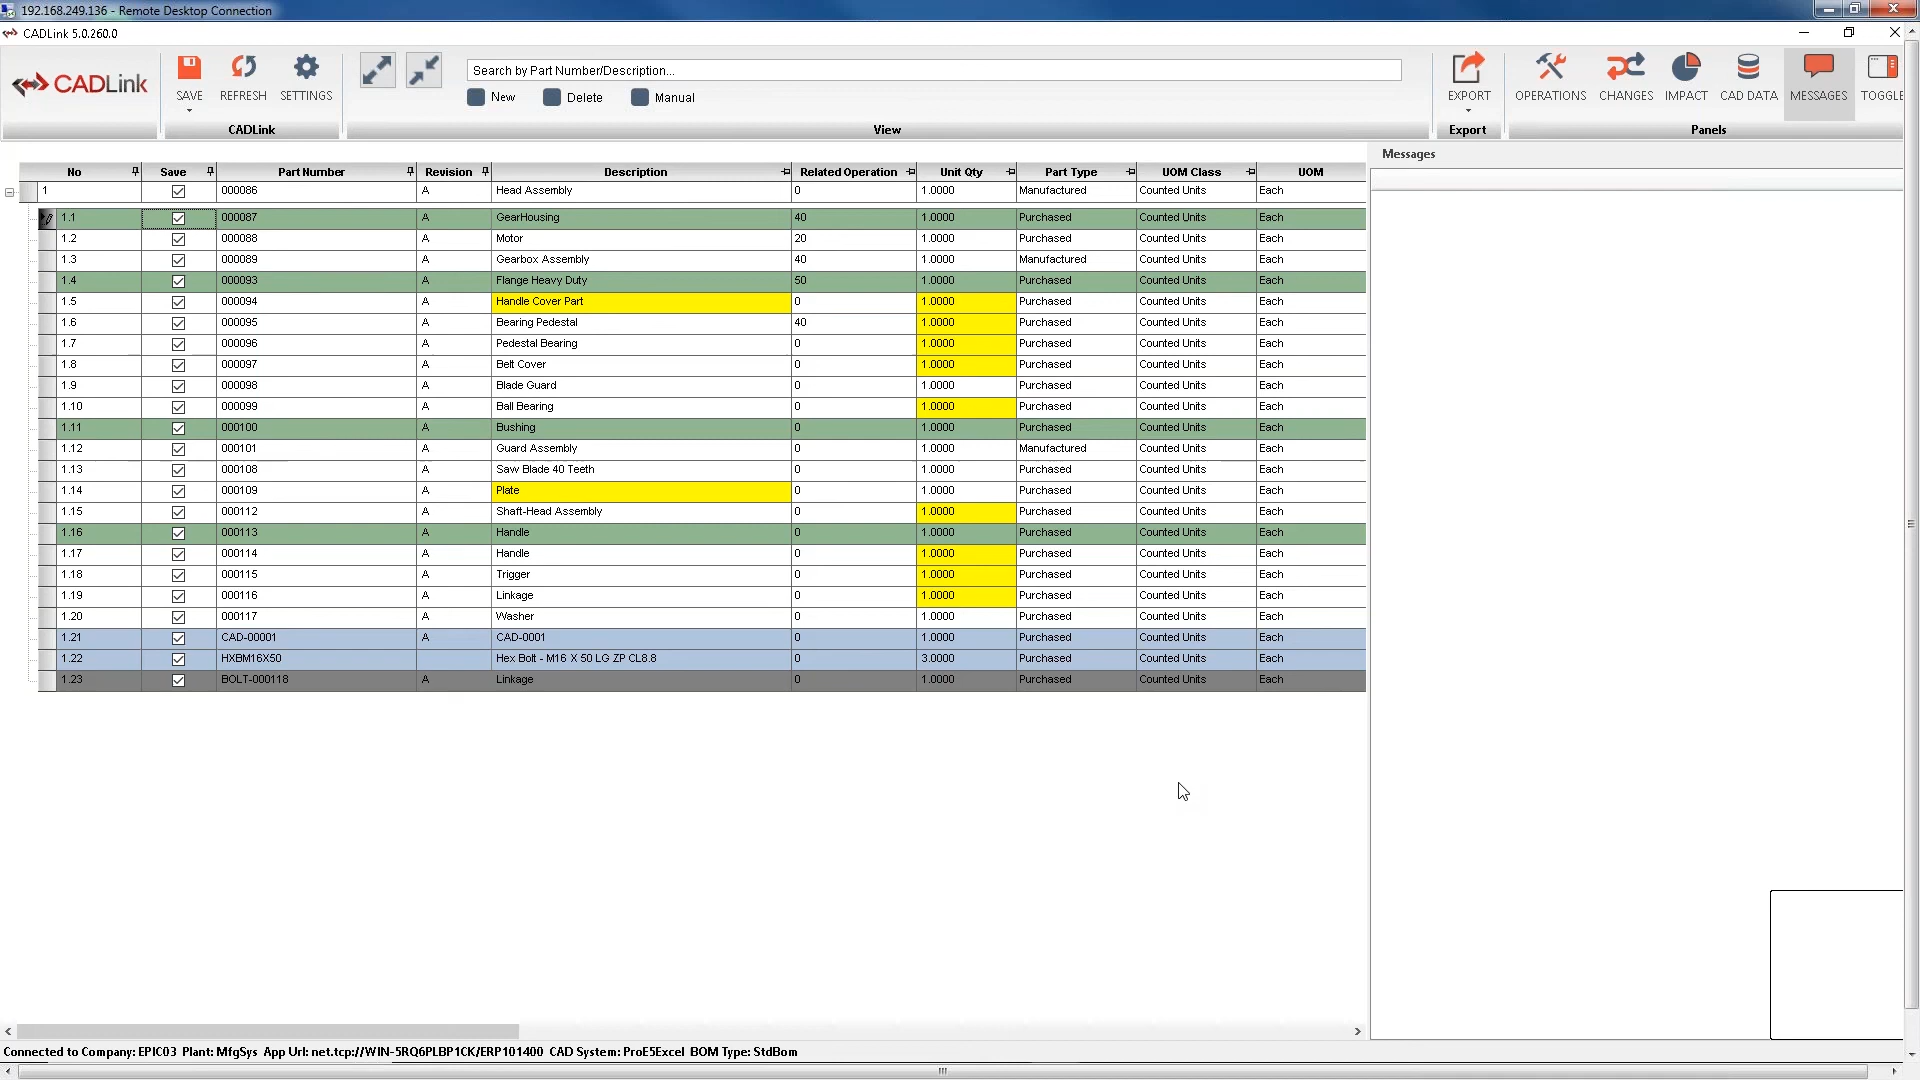 192.168.249.136 - Remote Desktop Connection
CADLink 5.0.260.0
CADLink
SAVE
REFRESH
SETTINGS
Search by Part Number/Description...
New
Delete
Manual
EXPORT
OPERATIONS
CHANGES
IMPACT
CAD DATA
MESSAGES
TOGGLE
CADLink
View
Export
Panels
Messages
No Save Part Number Revision Description Related Operation Unit Qty Part Type UOM Class UOM
1 000086 A Head Assembly 0 1.0000 Manufactured Counted Units Each
1.1 000087 A GearHousing 40 1.0000 Purchased Counted Units Each
1.2 000088 A Motor 20 1.0000 Purchased Counted Units Each
1.3 000089 A Gearbox Assembly 40 1.0000 Manufactured Counted Units Each
1.4 000093 A Flange Heavy Duty 50 1.0000 Purchased Counted Units Each
1.5 000094 A Handle Cover Part 0 1.0000 Purchased Counted Units Each
1.6 000095 A Bearing Pedestal 40 1.0000 Purchased Counted Units Each
1.7 000096 A Pedestal Bearing 0 1.0000 Purchased Counted Units Each
1.8 000097 A Belt Cover 0 1.0000 Purchased Counted Units Each
1.9 000098 A Blade Guard 0 1.0000 Purchased Counted Units Each
1.10 000099 A Ball Bearing 0 1.0000 Purchased Counted Units Each
1.11 000100 A Bushing 0 1.0000 Purchased Counted Units Each
1.12 000101 A Guard Assembly 0 1.0000 Manufactured Counted Units Each
1.13 000108 A Saw Blade 40 Teeth 0 1.0000 Purchased Counted Units Each
1.14 000109 A Plate 0 1.0000 Purchased Counted Units Each
1.15 000112 A Shaft-Head Assembly 0 1.0000 Purchased Counted Units Each
1.16 000113 A Handle 0 1.0000 Purchased Counted Units Each
1.17 000114 A Handle 0 1.0000 Purchased Counted Units Each
1.18 000115 A Trigger 0 1.0000 Purchased Counted Units Each
1.19 000116 A Linkage 0 1.0000 Purchased Counted Units Each
1.20 000117 A Washer 0 1.0000 Purchased Counted Units Each
1.21 CAD-00001 A CAD-0001 0 1.0000 Purchased Counted Units Each
1.22 HXBM16X50 Hex Bolt - M16 X 50 LG ZP CL8.8 0 3.0000 Purchased Counted Units Each
1.23 BOLT-000118 A Linkage 0 1.0000 Purchased Counted Units Each
Connected to Company: EPIC03 Plant: MfgSys App Url: net.tcp://WIN-5RQ6PLBP1CK/ERP101400 CAD System: ProE5Excel BOM Type: StdBom